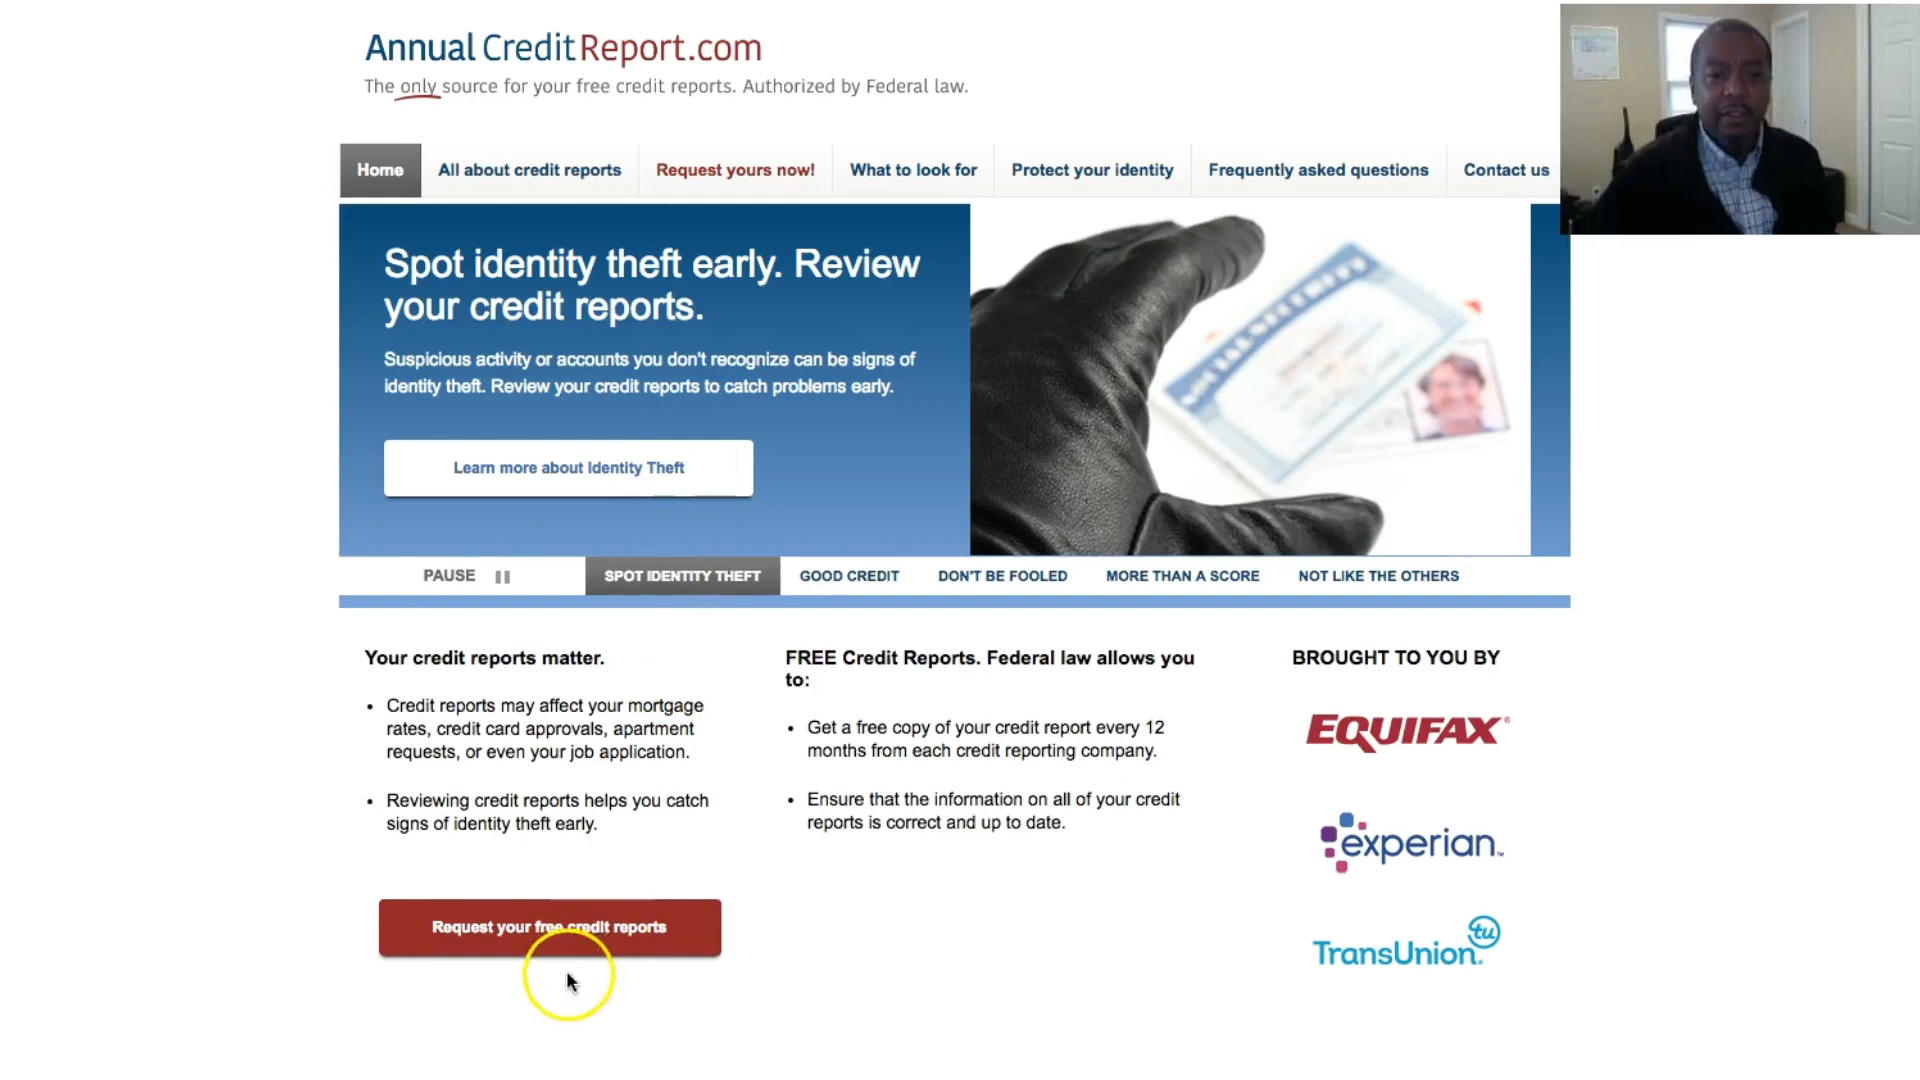 AnnualCreditReport.com
The only source for your free credit reports. Authorized by Federal law.
Home
All about credit reports
Request yours now!
What to look for
Protect your identity
Frequently asked questions
Contact us
Spot identity theft early. Review
your credit reports.
Suspicious activity or accounts you don't recognize can be signs of
identity theft. Review your credit reports to catch problems early.
Learn more about Identity Theft
SOCIAL SECURITY
PAUSE
SPOT IDENTITY THEFT
GOOD CREDIT
DON'T BE FOOLED
MORE THAN A SCORE
NOT LIKE THE OTHERS
Your credit reports matter.
• Credit reports may affect your mortgage
rates, credit card approvals, apartment
requests, or even your job application.
• Reviewing credit reports helps you catch
signs of identity theft early.
Request your free credit reports
FREE Credit Reports. Federal law allows you
to:
• Get a free copy of your credit report every 12
months from each credit reporting company.
• Ensure that the information on all of your credit
reports is correct and up to date.
BROUGHT TO YOU BY
EQUIFAX®
experian™
TransUnion®
tu